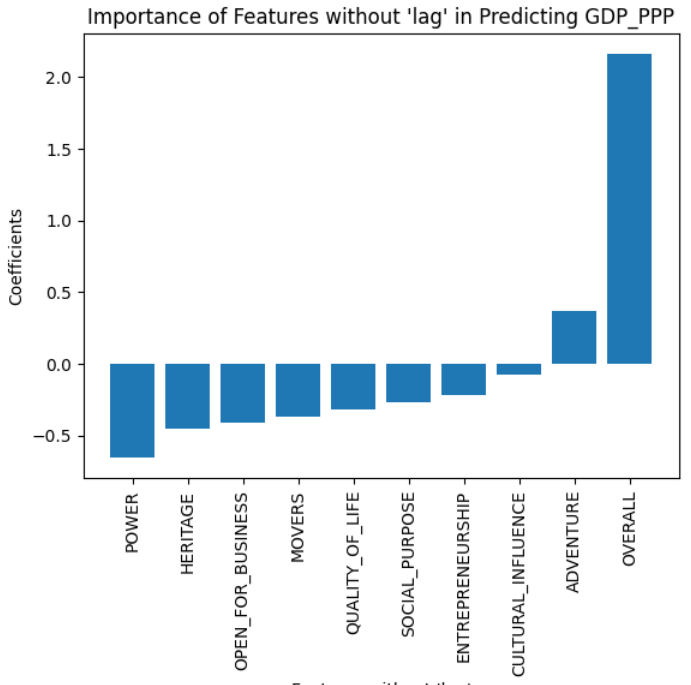 Importance of Features without 'lag' in Predicting GDP_PPP
2.0
1.5
1.0
0.5
0.0
−0.5
Coefficients
POWER
HERITAGE
OPEN_FOR_BUSINESS
MOVERS
QUALITY_OF_LIFE
SOCIAL_PURPOSE
ENTREPRENEURSHIP
CULTURAL_INFLUENCE
ADVENTURE
OVERALL